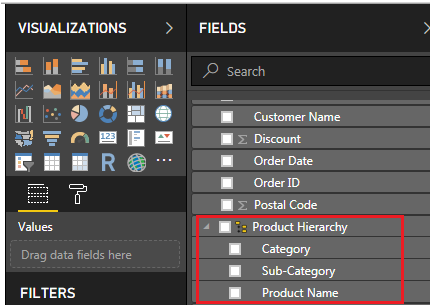 VISUALIZATIONS
FIELDS
Search
Customer Name
Σ Discount
Order Date
Order ID
Σ Postal Code
Product Hierarchy
Category
Sub-Category
Product Name
123
R
Values
Drag data fields here
FILTERS